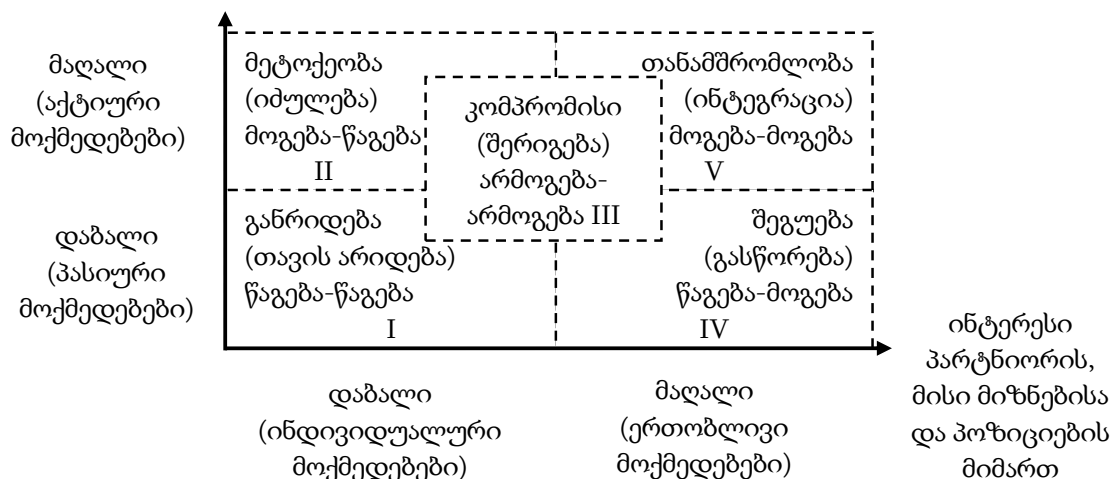 მაღალი
(აქტიური
მოქმედებები)
მეტოქეობა
(იძულება)
მოგება-წაგება
II
კომპრომისი
(შერიგება)
არმოგება-
არმოგება III
თანამშრომლობა
(ინტეგრაცია)
მოგება-მოგება
V
დაბალი
(პასიური
მოქმედებები)
განრიდება
(თავის არიდება)
წაგება-წაგება
I
შეგუება
(გასწორება)
წაგება-მოგება
IV
დაბალი
(ინდივიდუალური
მოქმედებები)
მაღალი
(ერთობლივი
მოქმედებები)
ინტერესი
პარტნიორის,
მისი მიზნებისა
და პოზიციების
მიმართ